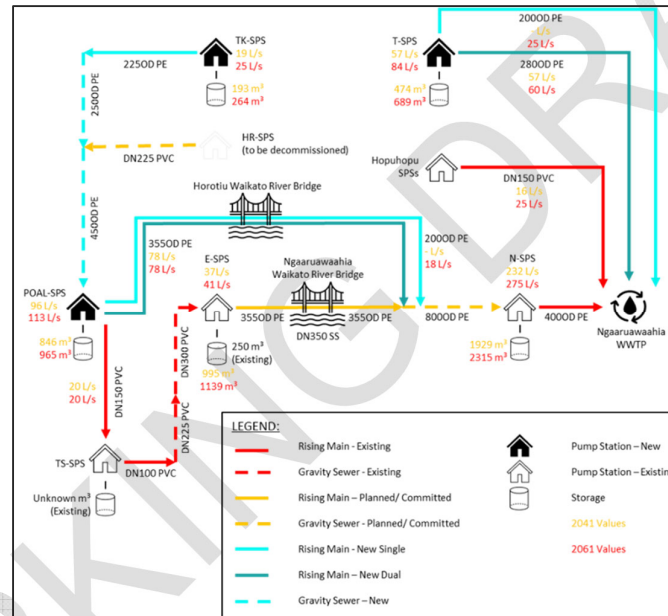 TK-SPS
19 L/s
25 L/s
193 m³
264 m³
225OD PE
250OD PE
HR-SPS
(to be decommissioned)
DN225 PVC
450OD PE
T-SPS
57 L/s
84 L/s
474 m³
689 m³
200OD PE
- L/s
25 L/s
280OD PE
57 L/s
60 L/s
Hopuhopu
SPSs
DN150 PVC
16 L/s
25 L/s
Horotiu Waikato River Bridge
355OD PE
78 L/s
78 L/s
200OD PE
- L/s
18 L/s
POAL-SPS
96 L/s
113 L/s
846 m³
965 m³
E-SPS
37L/s
41 L/s
Ngaaruawaahia
Waikato River Bridge
355OD PE
355OD PE
DN350 SS
800OD PE
N-SPS
232 L/s
275 L/s
400OD PE
Ngaaruawaahia
WWTP
1929 m³
2315 m³
250 m³
(Existing)
995 m³
1139 m³
20 L/s
20 L/s
DN150 PVC
DN300 PVC
DN225 PVC
TS-SPS
DN100 PVC
Unknown m³
(Existing)
LEGEND:
Rising Main - Existing
Gravity Sewer - Existing
Rising Main – Planned/ Committed
Gravity Sewer - Planned/ Committed
Rising Main - New Single
Rising Main – New Dual
Gravity Sewer – New
Pump Station – New
Pump Station – Existin
Storage
2041 Values
2061 Values
RKING DRA